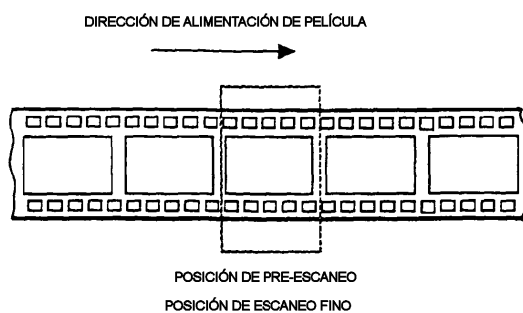 DIRECCIÓN DE ALIMENTACIÓN DE PELÍCULA
POSICIÓN DE PRE-ESCANEO
POSICIÓN DE ESCANEO FINO